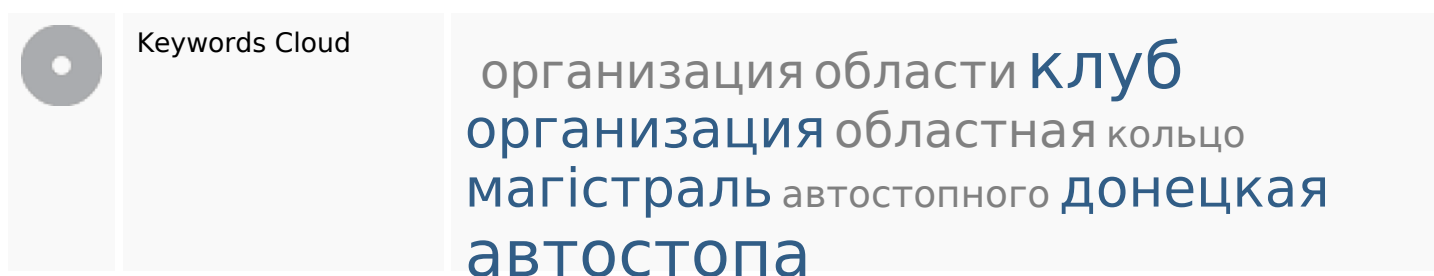 Keywords Cloud
организация области клуб
организация областная кольцо
магістраль автостопного донецкая
автостопа